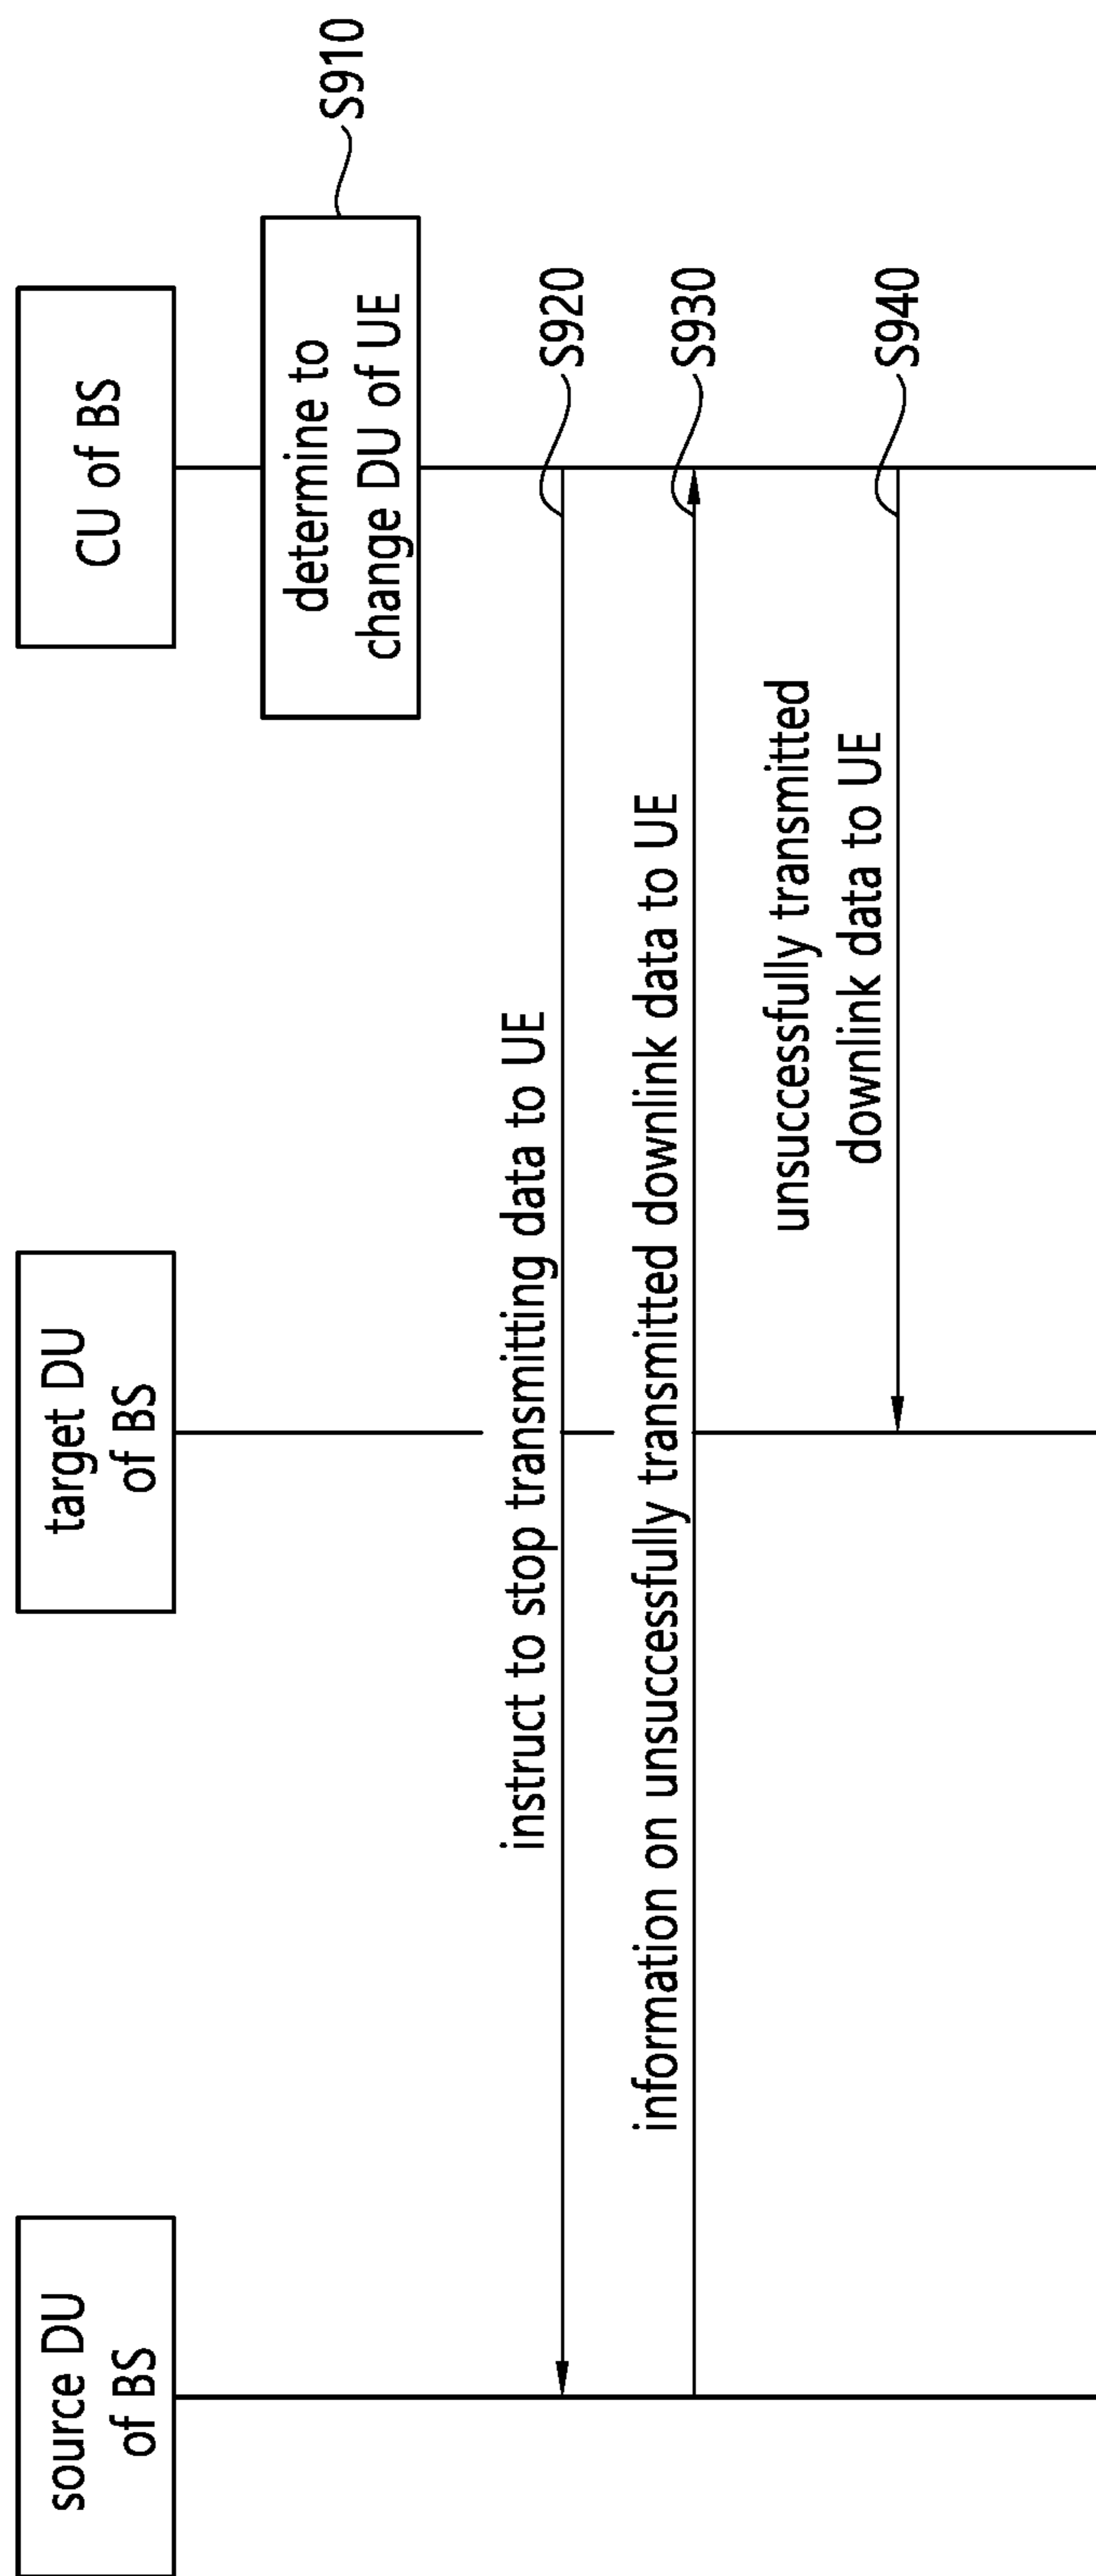 source DU
of BS
target DU
of BS
CU of BS
determine to
change DU of UE
S910
instruct to stop transmitting data to UE
S920
information on unsuccessfully transmitted downlink data to UE
S930
unsuccessfully transmitted
downlink data to UE
S940